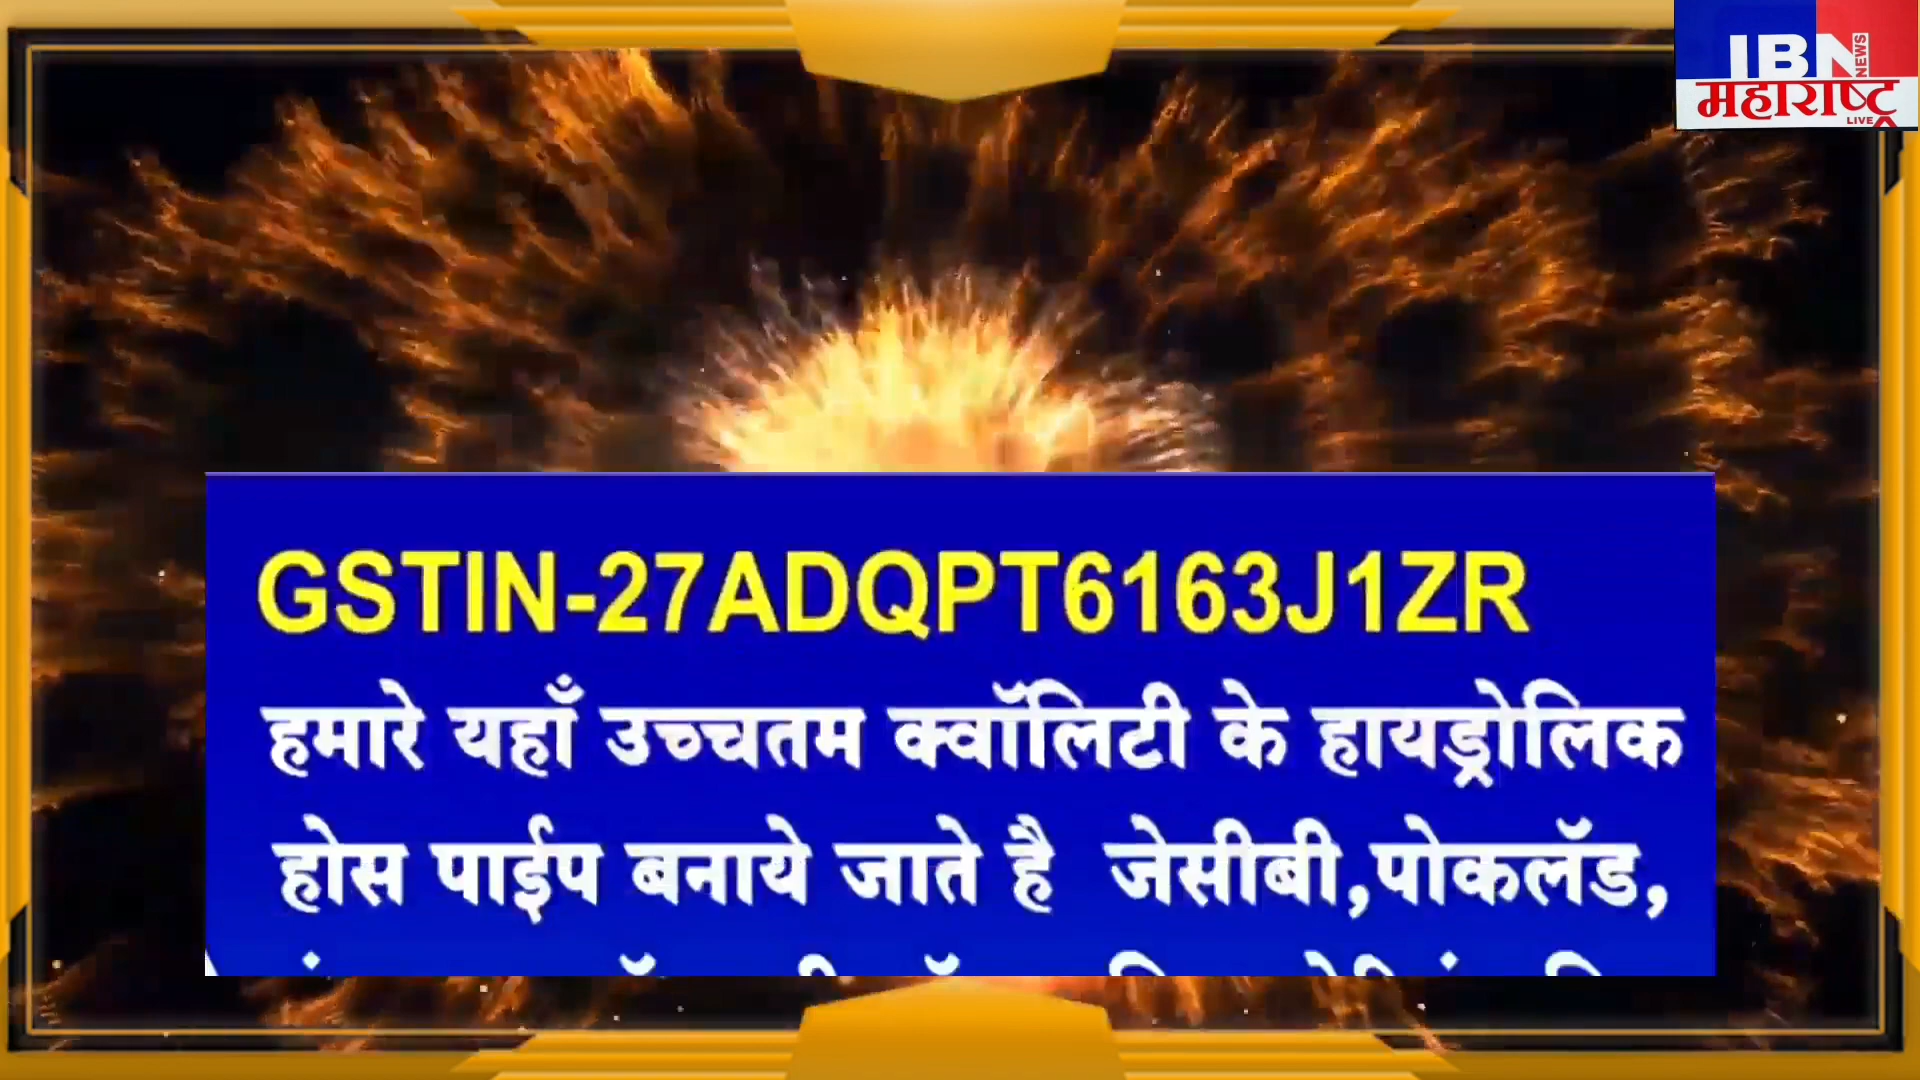 IBN NEWS
महाराष्ट्र
LIVE
GSTIN-27ADQPT6163J1ZR
हमारे यहाँ उच्चतम क्वॉलिटी के हायड्रोलिक
होस पाईप बनाये जाते है जेसीबी,पोकलॅड,